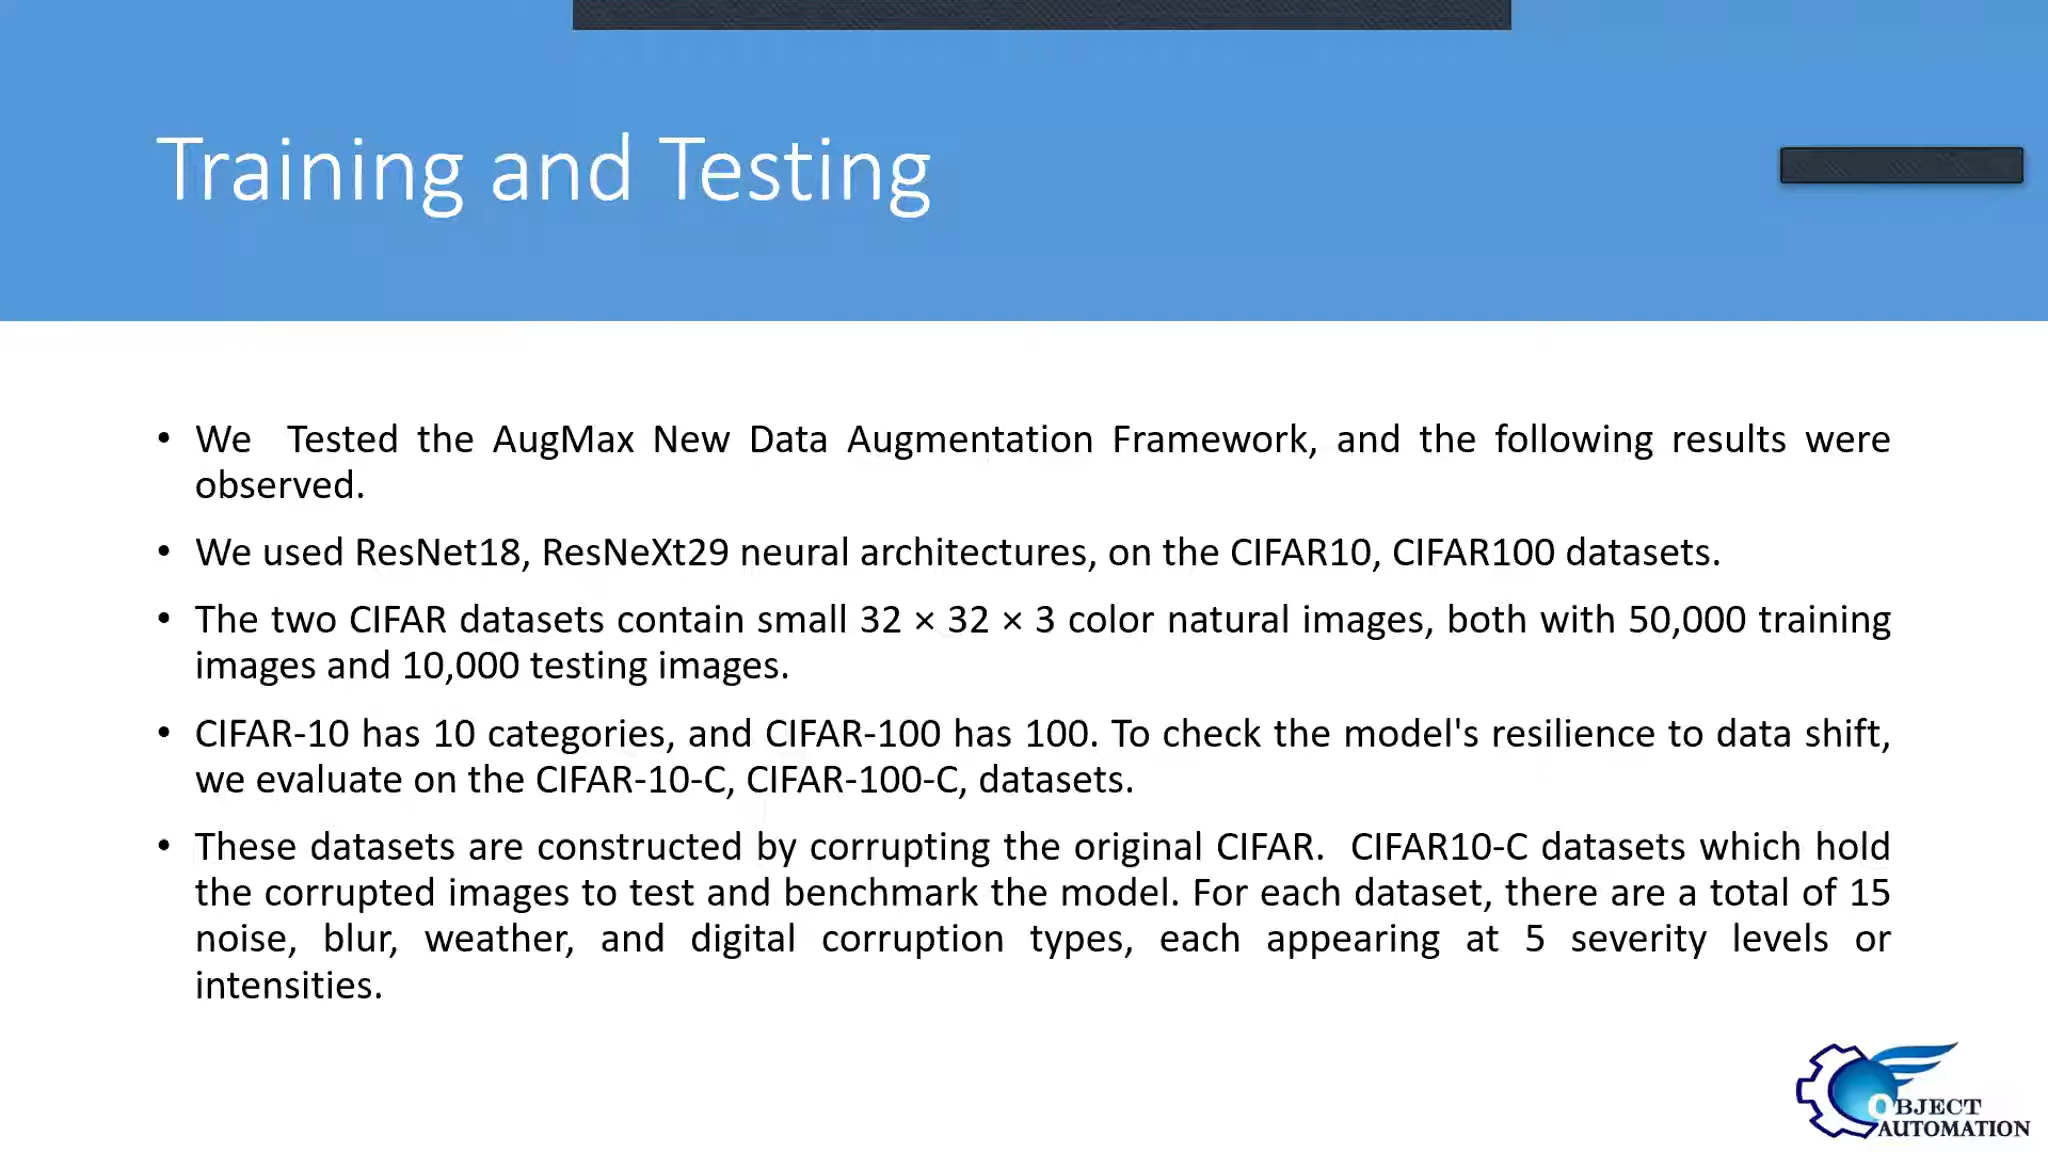 Training and Testing
• We Tested the AugMax New Data Augmentation Framework, and the following results were
observed.
• We used ResNet18, ResNeXt29 neural architectures, on the CIFAR10, CIFAR100 datasets.
• The two CIFAR datasets contain small 32 × 32 × 3 color natural images, both with 50,000 training
images and 10,000 testing images.
• CIFAR-10 has 10 categories, and CIFAR-100 has 100. To check the model's resilience to data shift,
we evaluate on the CIFAR-10-C, CIFAR-100-C, datasets.
• These datasets are constructed by corrupting the original CIFAR. CIFAR10-C datasets which hold
the corrupted images to test and benchmark the model. For each dataset, there are a total of 15
noise, blur, weather, and digital corruption types, each appearing at 5 severity levels or
intensities.
OBJECT
AUTOMATION